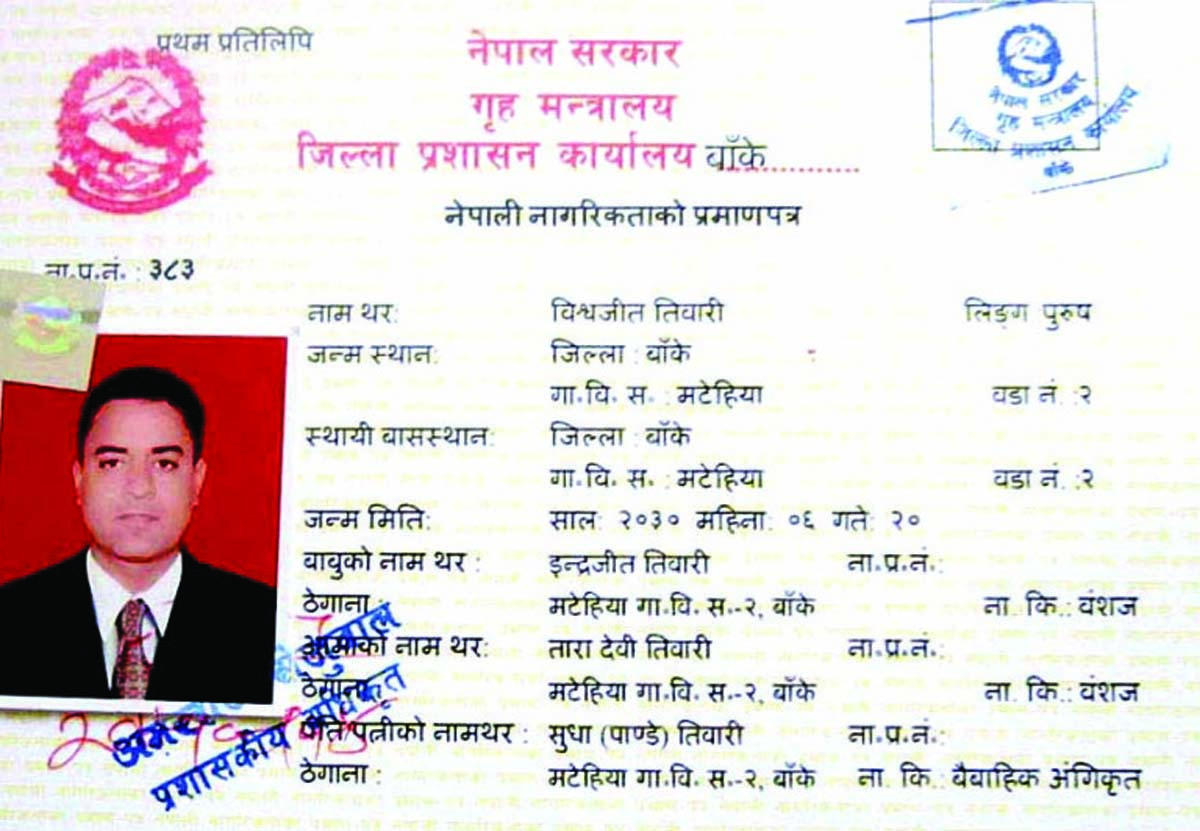 प्रथम प्रतिलिपि
नेपाल सरकार
गृह मन्त्रालय
जिल्ला प्रशासन कार्यालय बाँके............
नेपाल सरकार
गृह मन्त्रालय
जिल्ला प्रशासन कार्यालय
बाँके
नेपाली नागरिकताको प्रमाणपत्र
ना.प्र.नं. : ३८३
नाम थर: विश्वजीत तिवारी लिङ्ग पुरुष
जन्म स्थान: जिल्ला : बाँके
गा.वि. स. : मटेहिया वडा नं. :२
स्थायी बासस्थान: जिल्ला : बाँके
गा.वि. स. : मटेहिया वडा नं. :२
जन्म मिति: साल: २०३० महिना: ०६ गते: २०
बाबुको नाम थर : इन्द्रजीत तिवारी ना.प्र.नं.:
ठेगाना : मटेहिया गा.वि. स.-२, बाँके ना. कि.: वंशज
आमाको नाम थर: तारा देवी तिवारी ना.प्र.नं.:
ठेगाना मटेहिया गा.वि. स.-२, बाँके ना. कि.: वंशज
पति पत्नीको नामथर : सुधा (पाण्डे) तिवारी ना.प्र.नं.:
ठेगाना : मटेहिया गा.वि. स.-२, बाँके ना. कि.: वैवाहिक अंगिकृत
प्रशासकीय अधिकृत